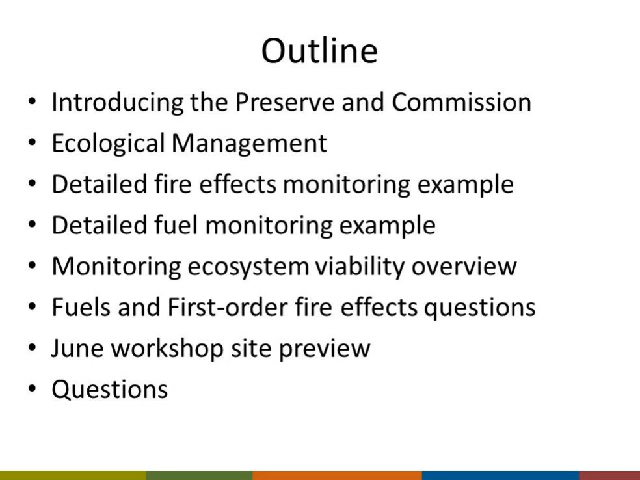 Outline
• Introducing the Preserve and Commission
• Ecological Management
• Detailed fire effects monitoring example
• Detailed fuel monitoring example
• Monitoring ecosystem viability overview
• Fuels and First-order fire effects questions
• June workshop site preview
• Questions